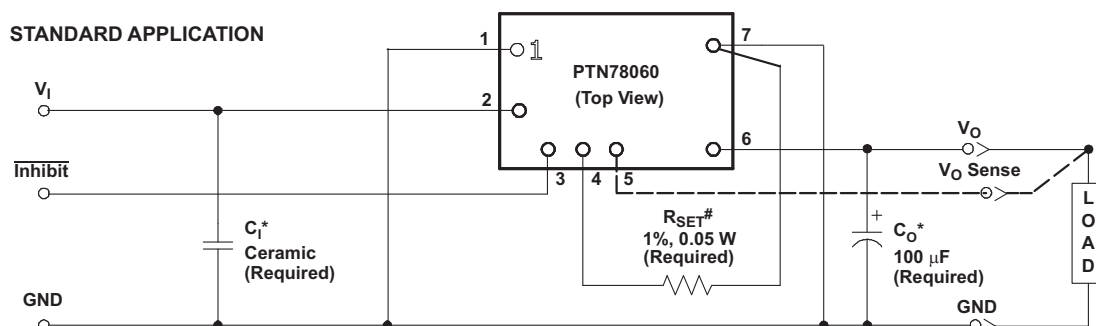 STANDARD APPLICATION
1
1
7
PTN78060
(Top View)
VI
2
6
VO
Inhibit
3
4
5
VO Sense
CI*
Ceramic
(Required)
RSET#
1%, 0.05 W
(Required)
+
CO*
100 μF
(Required)
L
O
A
D
GND
GND